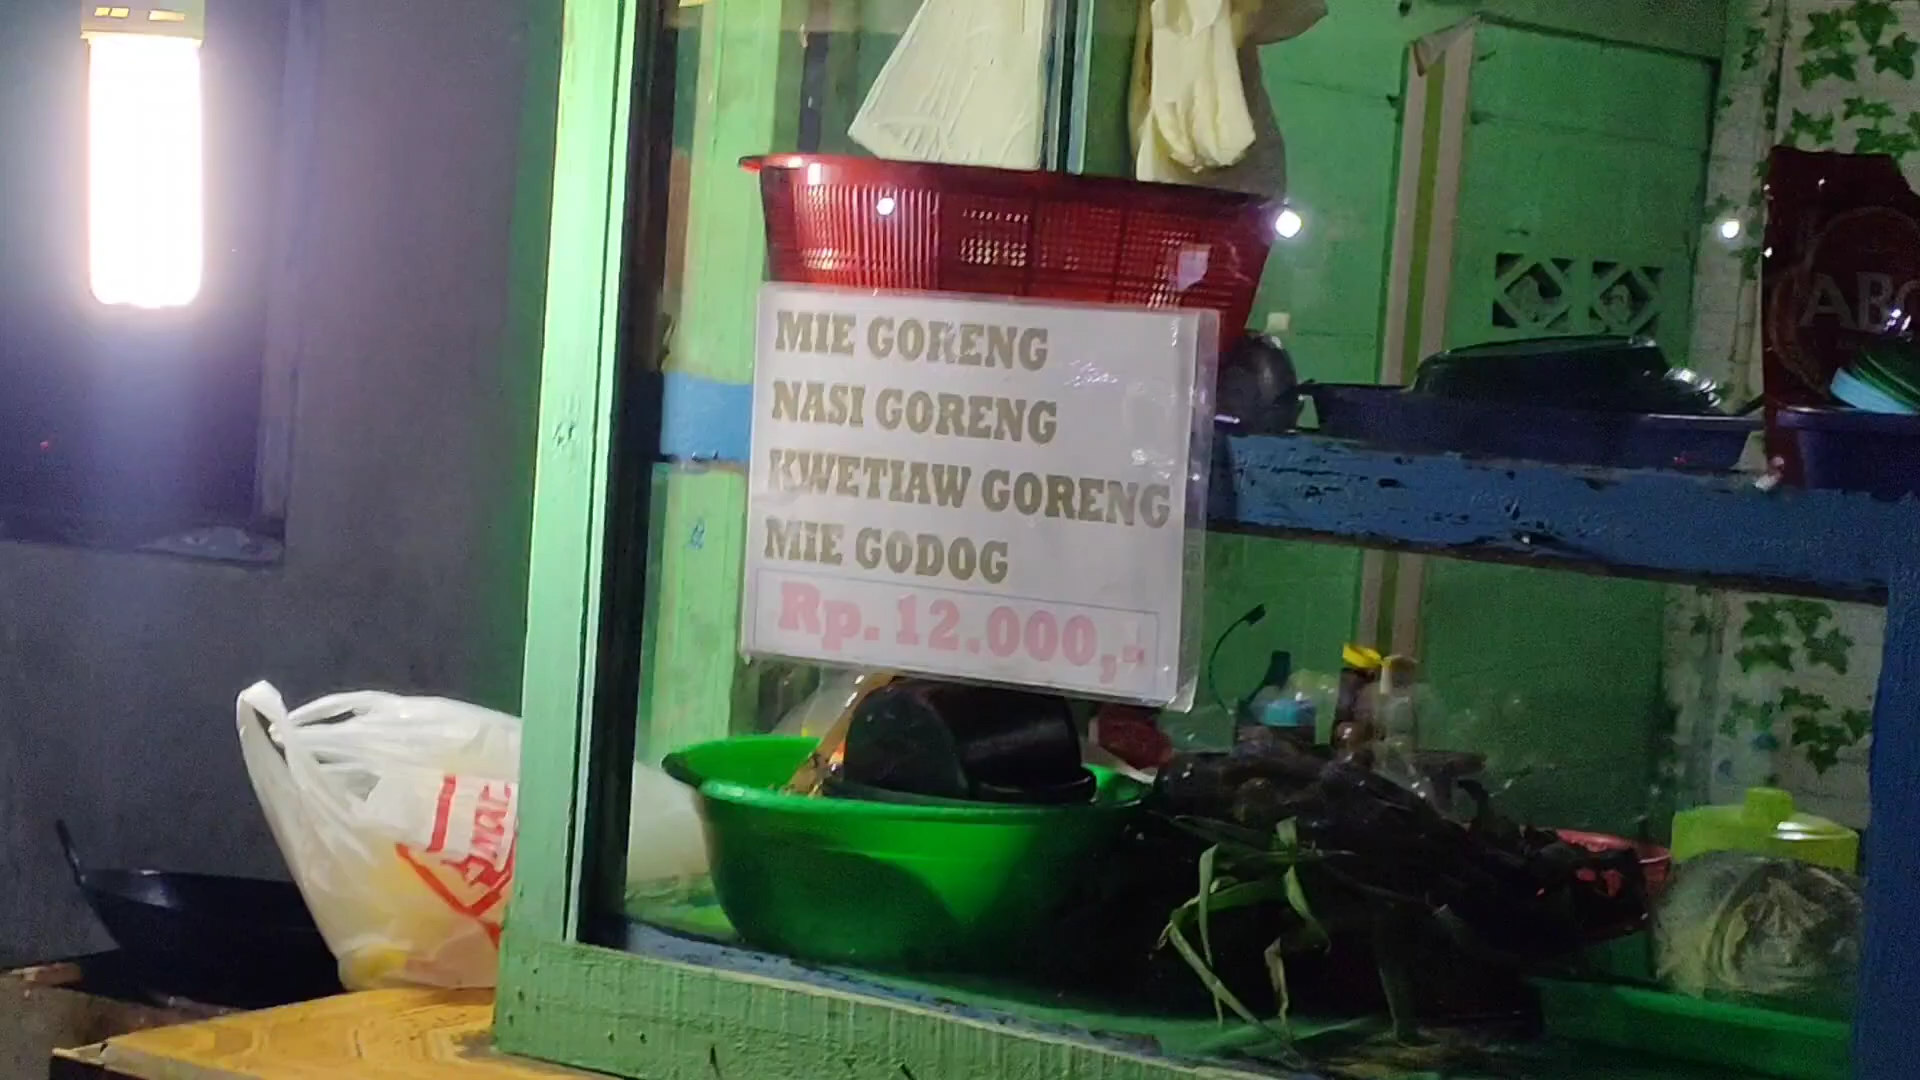 MIE GORENG
NASI GORENG
KWETIAW GORENG
MIE GODOG
Rp. 12.000,-